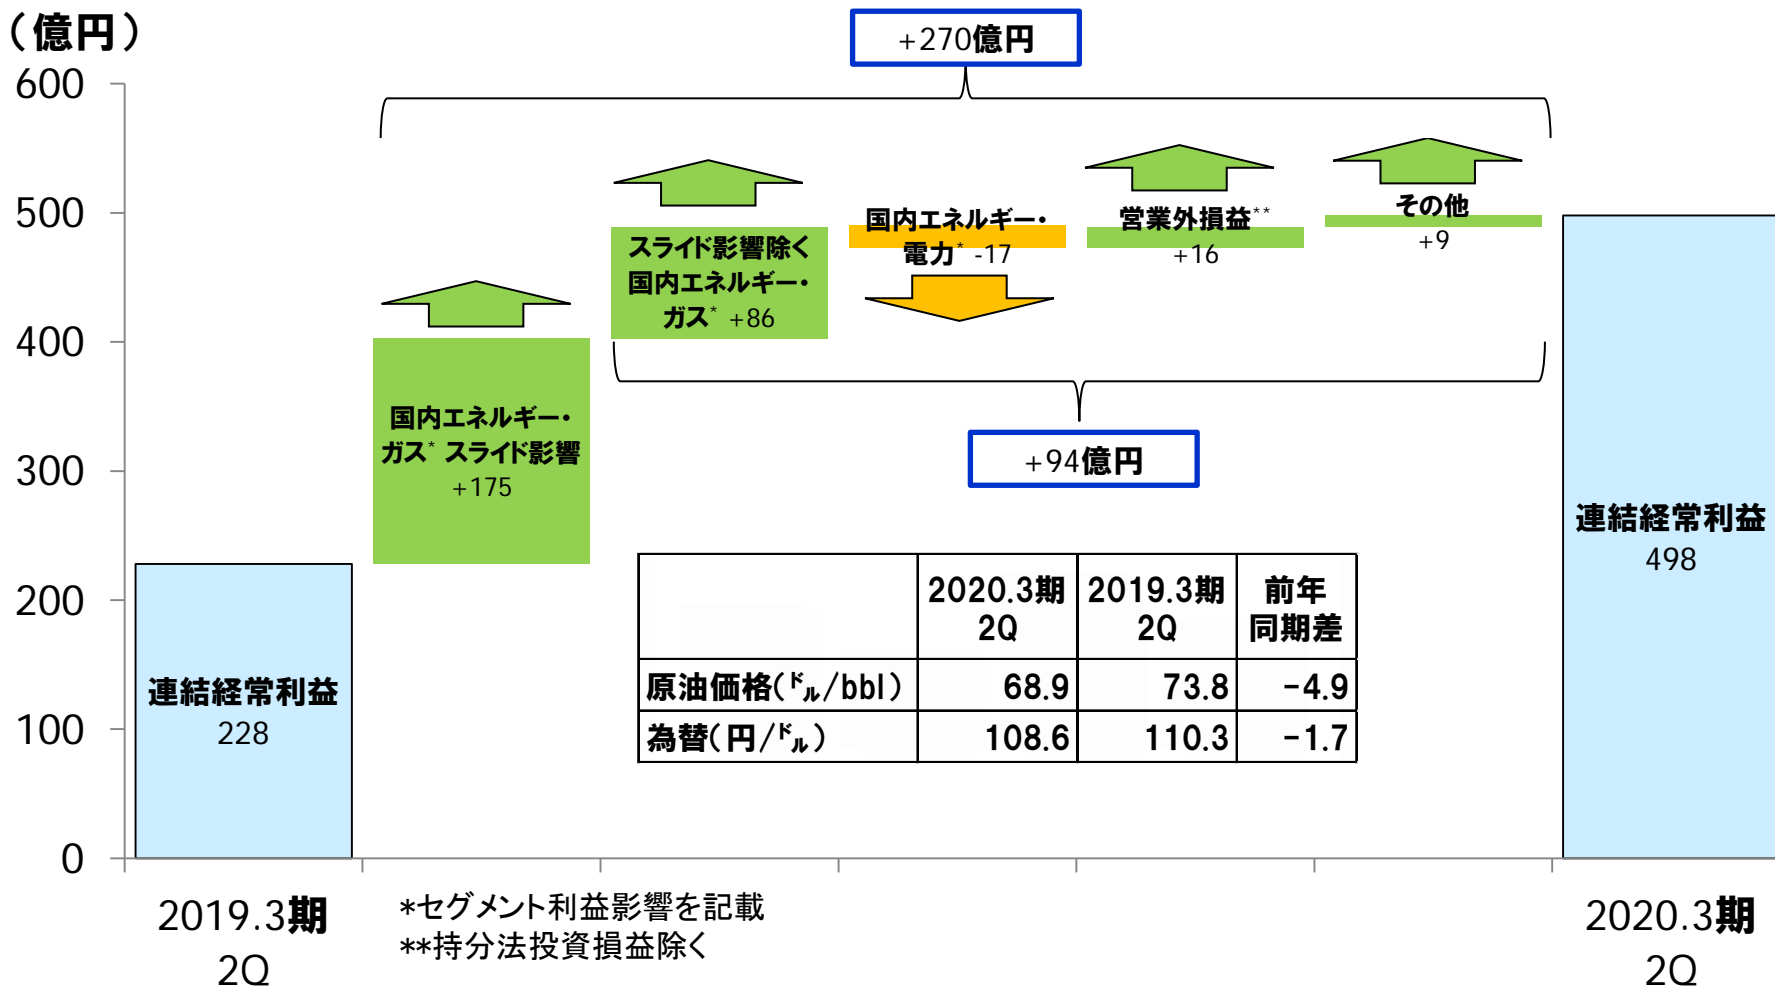 （億円）
+270億円
600
500
400
300
200
100
0
国内エネルギー・
ガス* スライド影響
+175
スライド影響除く
国内エネルギー・
ガス* +86
国内エネルギー・
電力* -17
営業外損益**
+16
その他
+9
+94億円
連結経常利益
228
連結経常利益
498
2020.3期 2Q 2019.3期 2Q 前年同期差
原油価格(ドル/bbl) 68.9 73.8 -4.9
為替(円/ドル) 108.6 110.3 -1.7
2019.3期
2Q
*セグメント利益影響を記載
**持分法投資損益除く
2020.3期
2Q